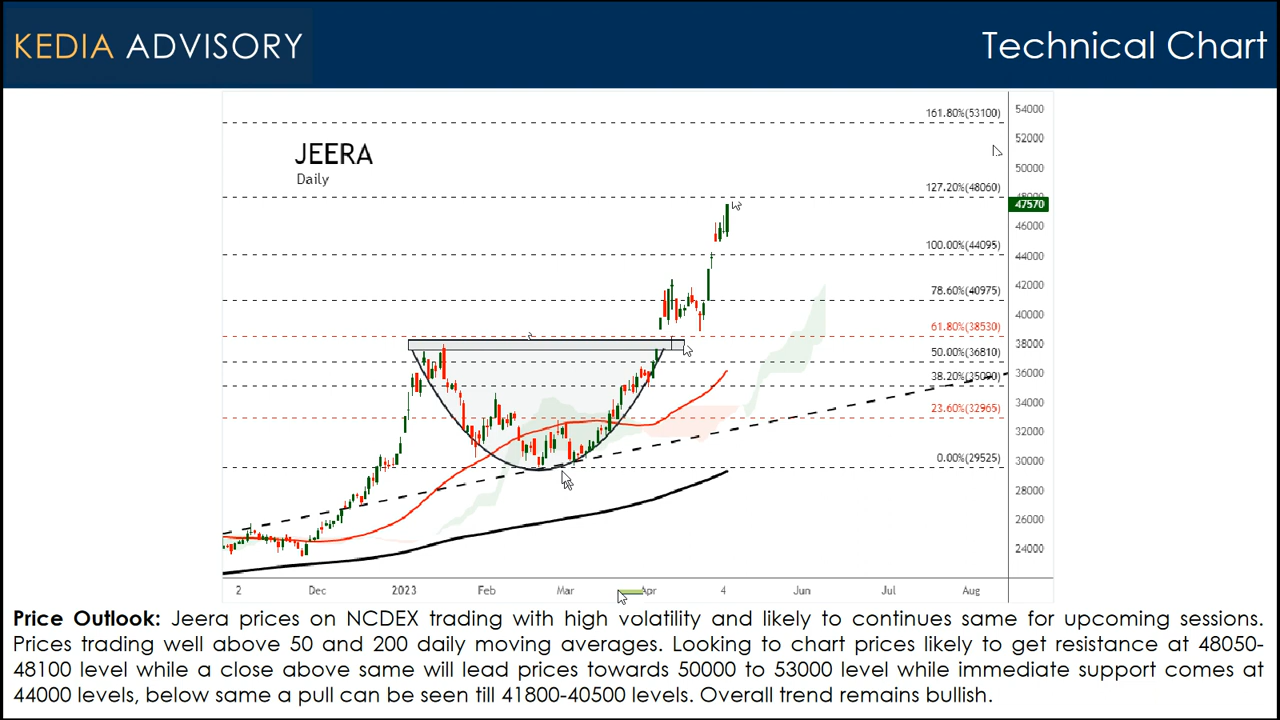 KEDIA ADVISORY
Technical Chart
JEERA
Daily
161.80%(53100)
127.20%(48060)
100.00%(44095)
78.60%(40975)
61.80%(38530)
50.00%(36810)
23.60%(32965)
0.00%(29525)
54000
52000
50000
47570
46000
44000
42000
40000
38000
36000
34000
32000
30000
28000
26000
24000
2 Dec 2023 Feb Mar Apr 4 Jun Jul Aug
Price Outlook: Jeera prices on NCDEX trading with high volatility and likely to continues same for upcoming sessions.
Prices trading well above 50 and 200 daily moving averages. Looking to chart prices likely to get resistance at 48050-
48100 level while a close above same will lead prices towards 50000 to 53000 level while immediate support comes at
44000 levels, below same a pull can be seen till 41800-40500 levels. Overall trend remains bullish.